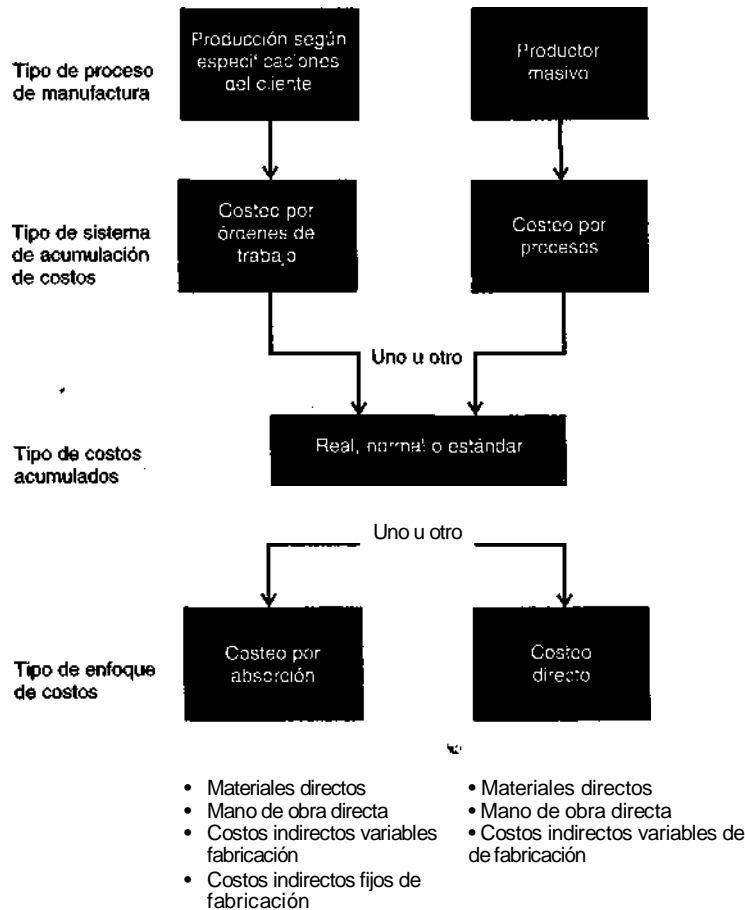 Producción según
especificaciones
del cliente
Productor
masivo
Tipo de proceso
de manufactura
Costeo por
órdenes de
trabajo
Costeo por
procesos
Tipo de sistema
de acumulación
de costos
Uno u otro
Tipo de costos
acumulados
Real, normal o estándar
Uno u otro
Costeo por
absorción
Costeo
directo
Tipo de enfoque
de costos
• Materiales directos
• Mano de obra directa
• Costos indirectos variables
fabricación
• Costos indirectos fijos de
fabricación
• Materiales directos
• Mano de obra directa
• Costos indirectos variables de
de fabricación